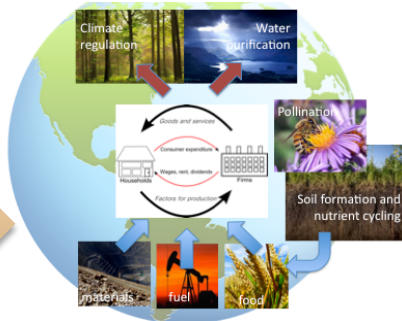 Climate
regulation
Water
purification
Goods and services
Consumer expenditure
Wages, rent, dividends
Households
Firms
Factors for production
Pollination
Soil formation and
nutrient cycling
materials
fuel
food